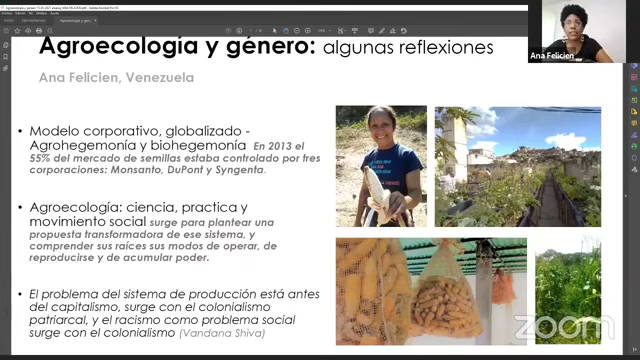 Agroecología y género: algunas reflexiones
Ana Felicien, Venezuela
• Modelo corporativo, globalizado -
Agrohegemonía y biohegemonía En 2013 el
55% del mercado de semillas estaba controlado por tres
corporaciones: Monsanto, DuPont y Syngenta.
• Agroecología: ciencia, practica y
movimiento social surge para plantear una
propuesta transformadora de ese sistema, y
comprender sus raíces sus modos de operar, de
reproducirse y de acumular poder.
• El problema del sistema de producción está antes
del capitalismo, surge con el colonialismo
patriarcal, y el racismo como problema social
surge con el colonialismo (Vandana Shiva)
Ana Felicien
zoom